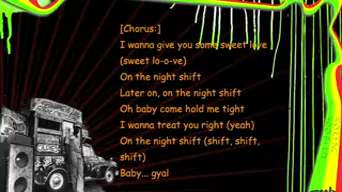 [Chorus:]
I wanna give you some sweet love
(sweet lo-o-ve)
On the night shift
Later on, on the night shift
Oh baby come hold me tight
I wanna treat you right (yeah)
On the night shift (shift, shift,
shift)
Baby... gyal